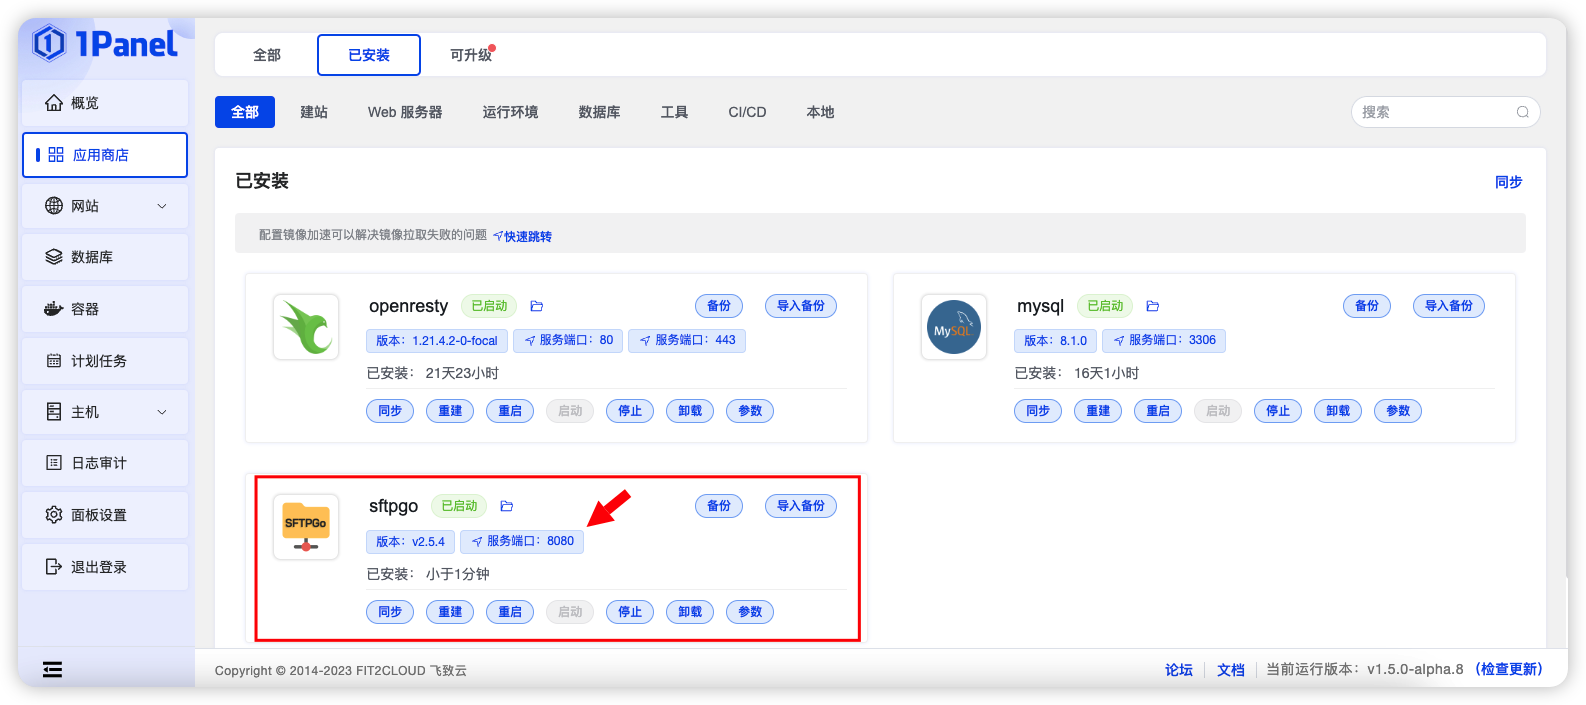 1Panel
概览
应用商店
网站
数据库
容器
计划任务
主机
日志审计
面板设置
退出登录
全部 已安装 可升级
全部 建站 Web 服务器 运行环境 数据库 工具 CI/CD 本地 搜索
已安装 同步
配置镜像加速可以解决镜像拉取失败的问题 快速跳转
openresty 已启动 备份 导入备份
版本：1.21.4.2-0-focal 服务端口：80 服务端口：443
已安装： 21天23小时
同步 重建 重启 启动 停止 卸载 参数
MySQL
mysql 已启动 备份 导入备份
版本：8.1.0 服务端口：3306
已安装： 16天1小时
同步 重建 重启 启动 停止 卸载 参数
SFTPGo
sftpgo 已启动 备份 导入备份
版本：v2.5.4 服务端口：8080
已安装： 小于1分钟
同步 重建 重启 启动 停止 卸载 参数
Copyright © 2014-2023 FIT2CLOUD 飞致云 论坛 文档 当前运行版本：v1.5.0-alpha.8 (检查更新)